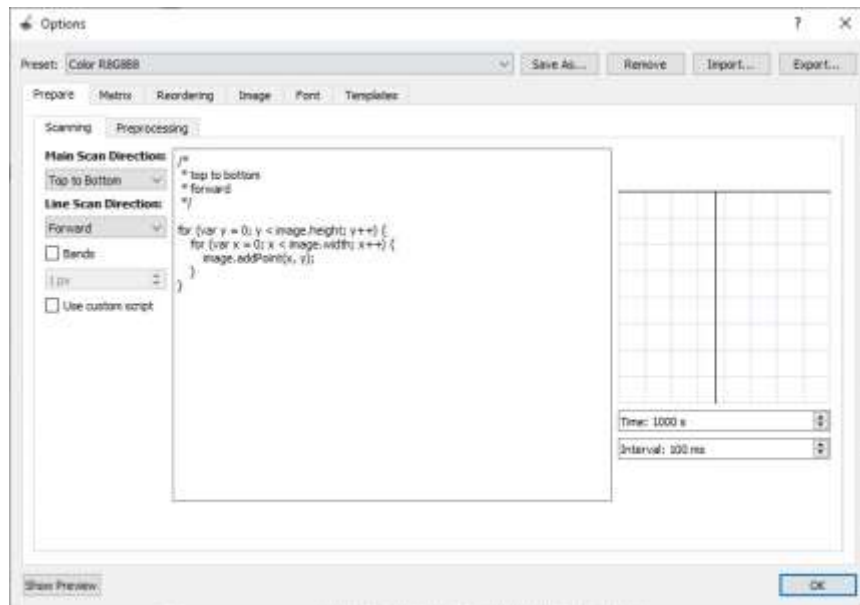 Options
Preset: Color R8G8B8 Save As... Remove Import... Export...
Prepare Matrix Reordering Image Font Templates
Scanning Preprocessing
Main Scan Direction:
Top to Bottom
Line Scan Direction:
Forward
Bands
1 px
Use custom script
/*
* top to bottom
* forward
*/
for (var y = 0; y < image.height; y++) {
for (var x = 0; x < image.width; x++) {
image.addPoint(x, y);
}
}
Time: 1000 s
Interval: 100 ms
Show Preview
OK